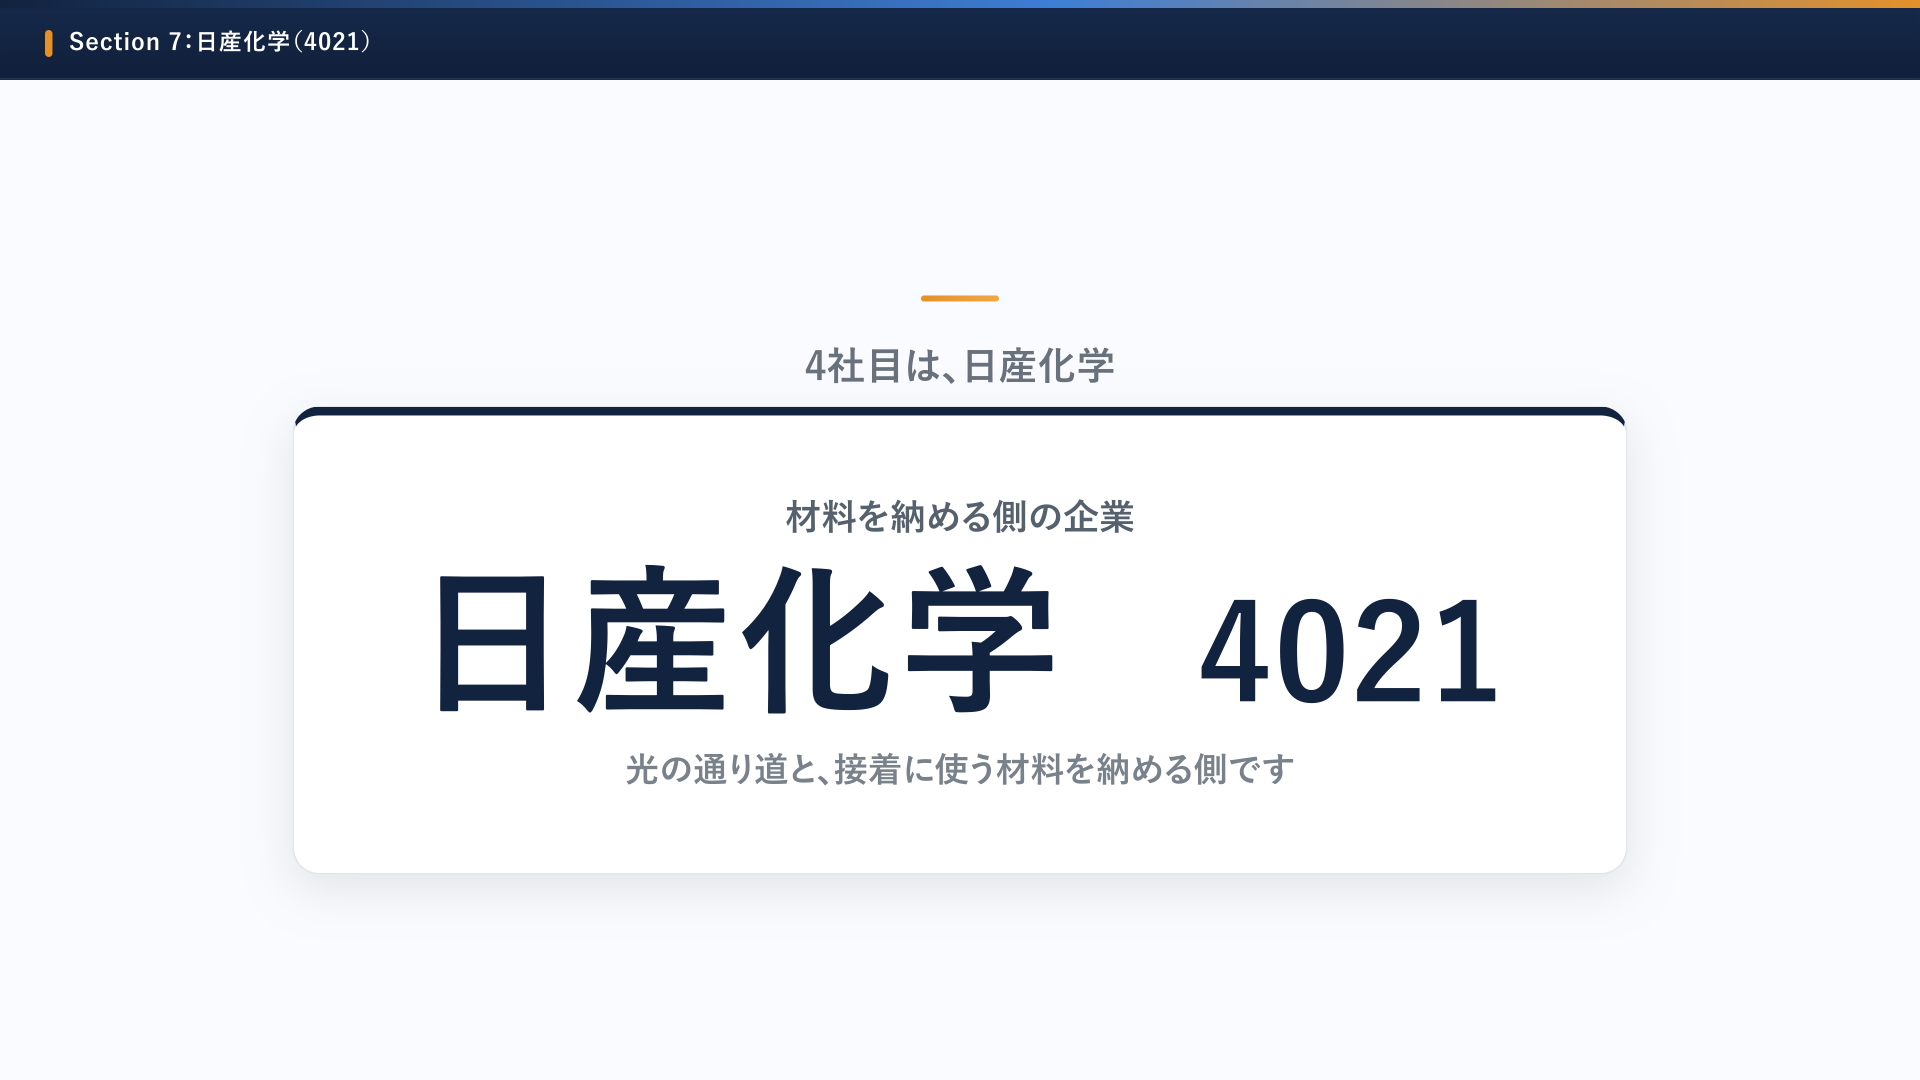 Section 7：日産化学（4021）
4社目は、日産化学
材料を納める側の企業
日産化学　4021
光の通り道と、接着に使う材料を納める側です